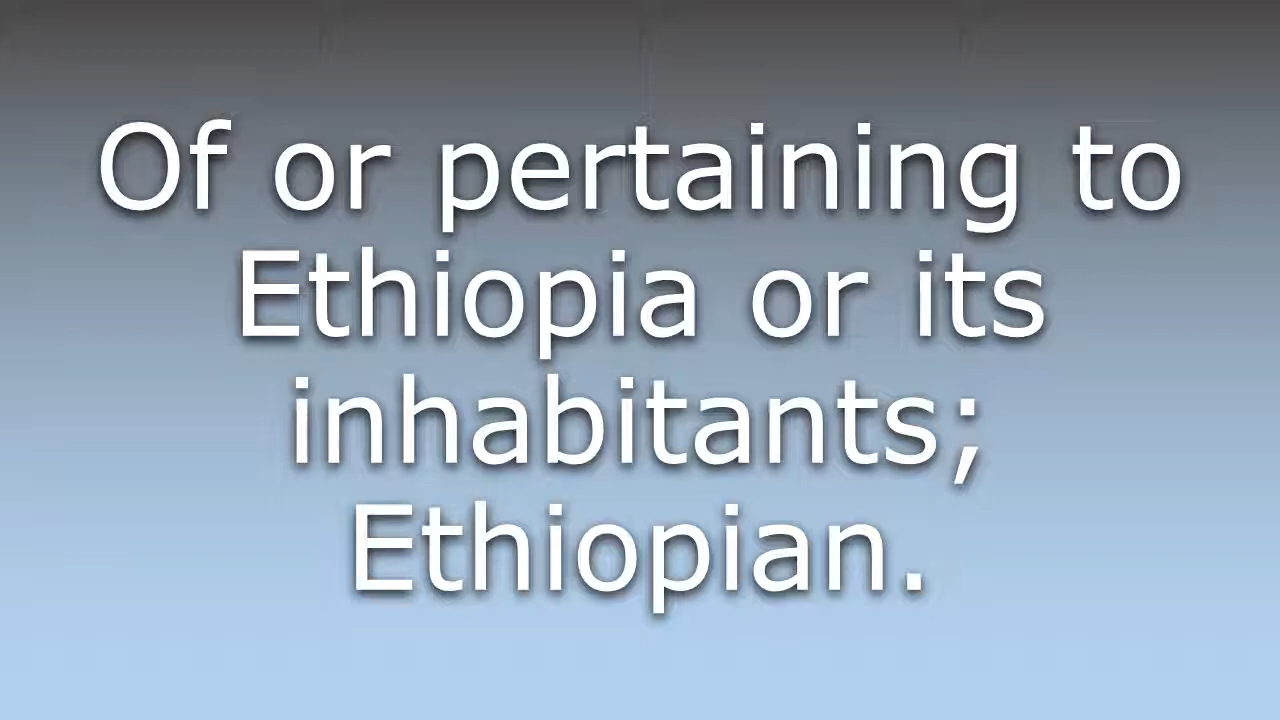 Of or pertaining to
Ethiopia or its
inhabitants;
Ethiopian.